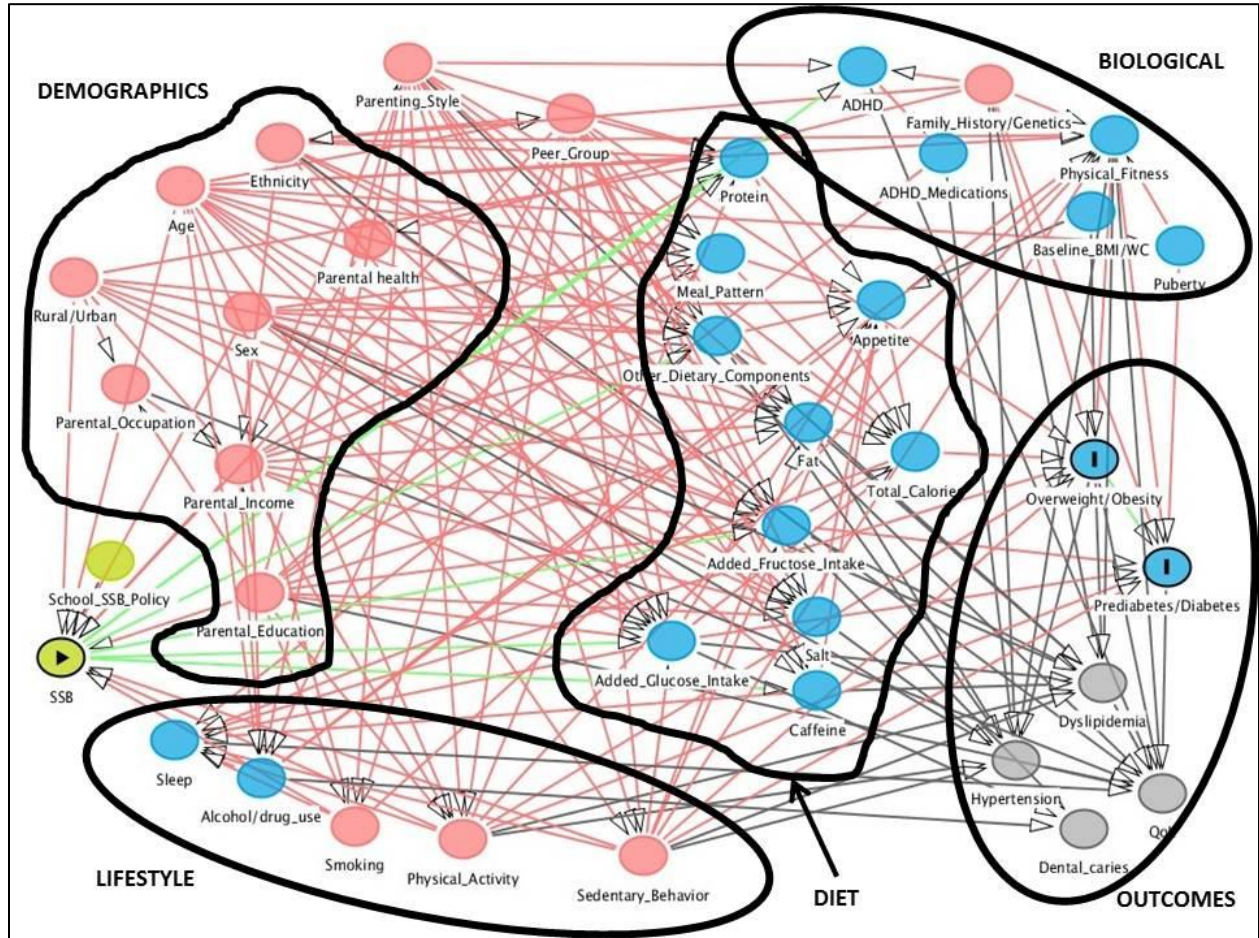 BIOLOGICAL
DEMOGRAPHICS
Parenting_Style
ADHD
Family_History/Genetics
Peer_Group
Physical_Fitness
Ethnicity
ADHD_Medications
Protein
Age
Baseline_BMI/WC
Parental health
Puberty
Meal_Pattern
Rural/Urban
Appetite
Sex
Other_Dietary_Components
Parental_Occupation
Fat
Total_Calorie
Overweight/Obesity
Parental_Income
Added_Fructose_Intake
School_SSB_Policy
Prediabetes/Diabetes
Parental_Education
Salt
SSB
Added_Glucose_Intake
Dyslipidemia
Caffeine
Sleep
Hypertension
Alcohol/drug_use
QoL
Smoking
Dental_caries
Physical_Activity
Sedentary_Behavior
LIFESTYLE
DIET
OUTCOMES